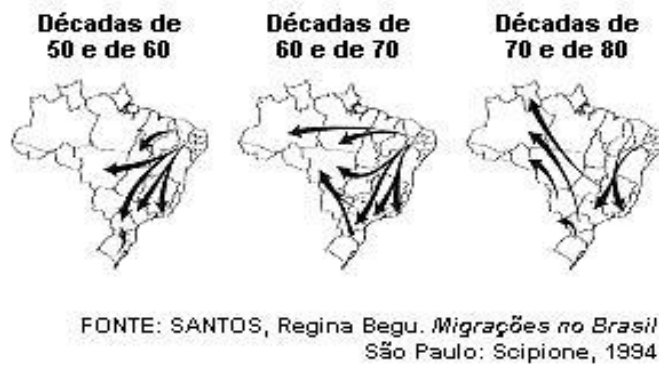 Décadas de
50 e de 60
Décadas de
60 e de 70
Décadas de
70 e de 80
FONTE: SANTOS, Regina Begu. Migrações no Brasil
São Paulo: Scipione, 1994